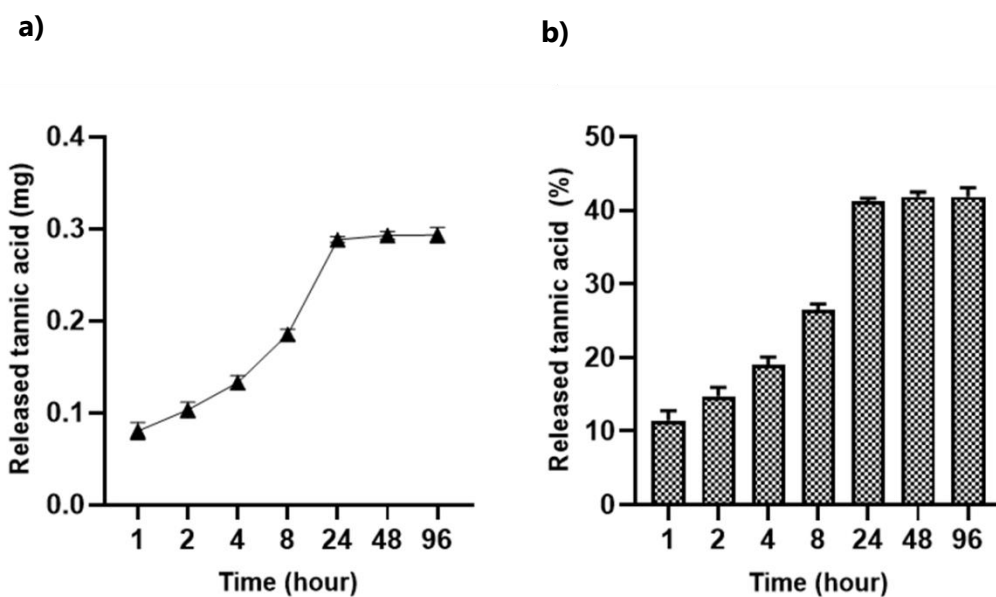 a)
Released tannic acid (mg)
0.4
0.3
0.2
0.1
0.0
1 2 4 8 24 48 96
Time (hour)
b)
Released tannic acid (%)
50
40
30
20
10
0
1 2 4 8 24 48 96
Time (hour)